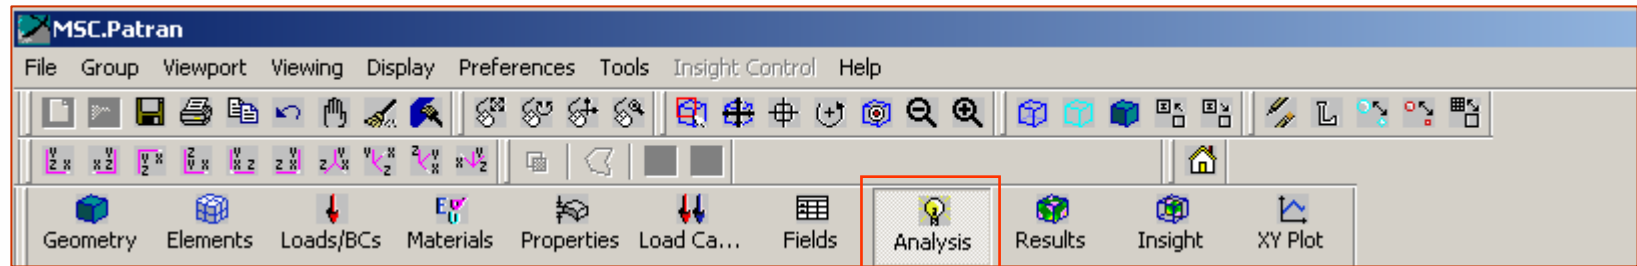 MSC.Patran
File Group Viewport Viewing Display Preferences Tools Insight Control Help
Geometry Elements Loads/BCs Materials Properties Load Ca... Fields Analysis Results Insight XY Plot